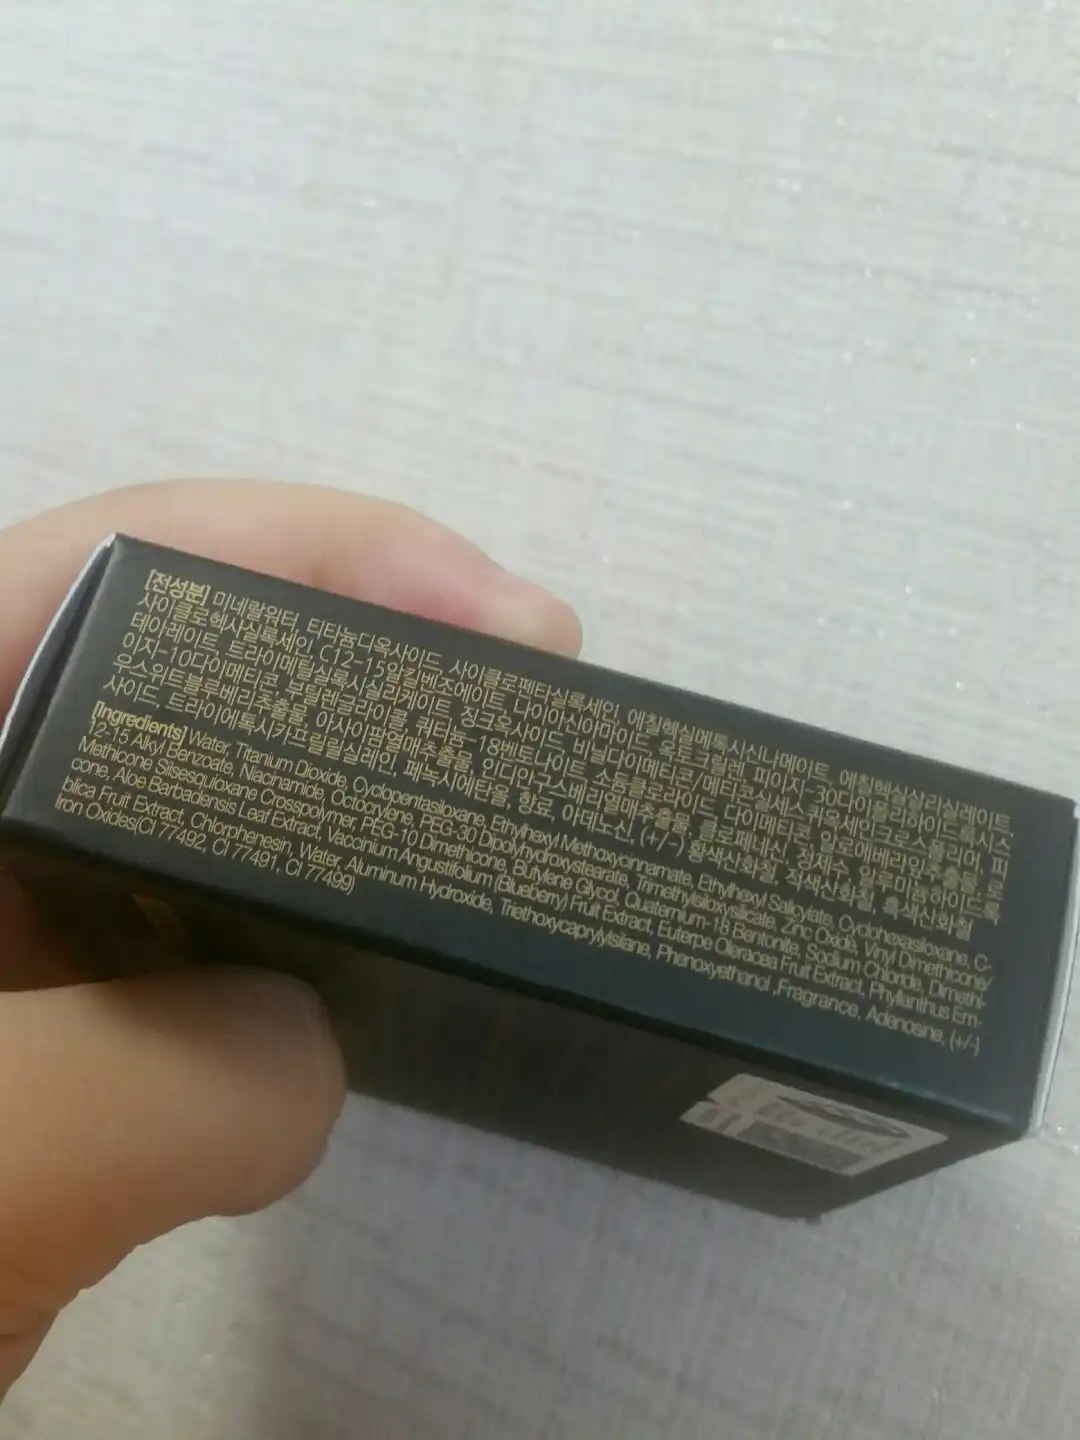 [전성분] 미네랄워터, 티타늄디옥사이드, 사이클로펜타실록세인, 에칠헥실메톡시신나메이트, 에칠헥실살리실레이트,
사이클로헥사실록세인, C12-15알킬벤조에이트, 나이아신아마이드, 옥토크릴렌, 피이지-30다이폴리하이드록시스
테아레이트, 트라이메틸실록시실리케이트, 징크옥사이드, 비닐다이메티콘/메티콘실세스퀴옥세인크로스폴리머, 피
이지-10다이메티콘, 부틸렌글라이콜, 쿼터늄-18벤토나이트, 소듐클로라이드, 다이메티콘, 알로에베라잎추출물, 로
우스위트블루베리추출물, 아사이팜열매추출물, 인디안구스베리열매추출물, 클로페네신, 정제수, 알루미늄하이드록
사이드, 트라이에톡시카프릴릴실레인, 페녹시에탄올, 향료, 아데노신, (+/-) 황색산화철, 적색산화철, 흑색산화철
[Ingredients] Water, Titanium Dioxide, Cyclopentasiloxane, Ethylhexyl Methoxycinnamate, Ethylhexyl Salicylate, Cyclohexasiloxane, C-
12-15 Alkyl Benzoate, Niacinamide, Octocrylene, PEG-30 Dipolyhydroxystearate, Trimethylsiloxysilicate, Zinc Oxide, Vinyl Dimethicone/
Methicone Silsesquioxane Crosspolymer, PEG-10 Dimethicone, Butylene Glycol, Quaternium-18 Bentonite, Sodium Chloride, Dimethi-
cone, Aloe Barbadensis Leaf Extract, Vaccinium Angustifolium (Blueberry) Fruit Extract, Euterpe Oleracea Fruit Extract, Phyllanthus Em-
blica Fruit Extract, Chlorphenesin, Water, Aluminum Hydroxide, Triethoxycaprylylsilane, Phenoxyethanol ,Fragrance, Adenosine, (+/-)
Iron Oxides(CI 77492, CI 77491, CI 77499)